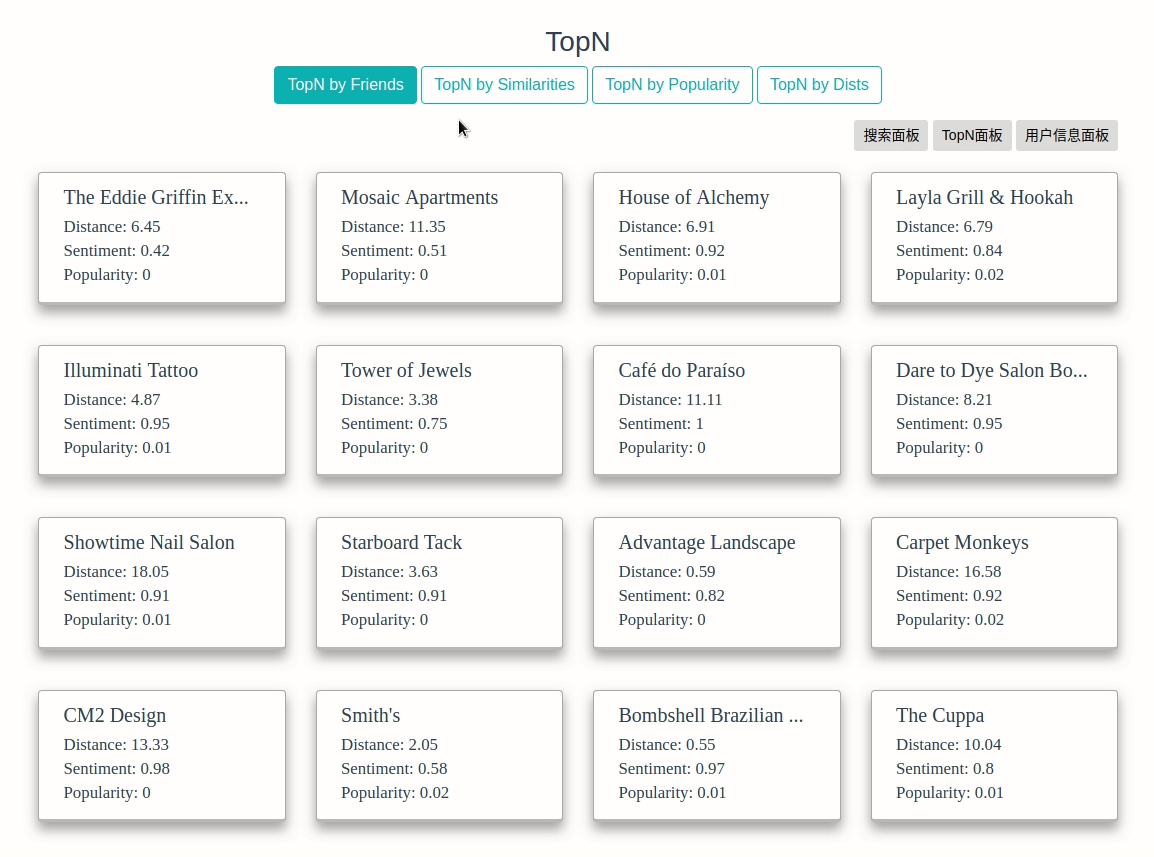 TopN
TopN by Friends
TopN by Similarities
TopN by Popularity
TopN by Dists
搜索面板
TopN面板
用户信息面板
The Eddie Griffin Ex...
Distance: 6.45
Sentiment: 0.42
Popularity: 0
Mosaic Apartments
Distance: 11.35
Sentiment: 0.51
Popularity: 0
House of Alchemy
Distance: 6.91
Sentiment: 0.92
Popularity: 0.01
Layla Grill & Hookah
Distance: 6.79
Sentiment: 0.84
Popularity: 0.02
Illuminati Tattoo
Distance: 4.87
Sentiment: 0.95
Popularity: 0.01
Tower of Jewels
Distance: 3.38
Sentiment: 0.75
Popularity: 0
Café do Paraíso
Distance: 11.11
Sentiment: 1
Popularity: 0
Dare to Dye Salon Bo...
Distance: 8.21
Sentiment: 0.95
Popularity: 0
Showtime Nail Salon
Distance: 18.05
Sentiment: 0.91
Popularity: 0.01
Starboard Tack
Distance: 3.63
Sentiment: 0.91
Popularity: 0
Advantage Landscape
Distance: 0.59
Sentiment: 0.82
Popularity: 0
Carpet Monkeys
Distance: 16.58
Sentiment: 0.92
Popularity: 0.02
CM2 Design
Distance: 13.33
Sentiment: 0.98
Popularity: 0
Smith's
Distance: 2.05
Sentiment: 0.58
Popularity: 0.02
Bombshell Brazilian ...
Distance: 0.55
Sentiment: 0.97
Popularity: 0.01
The Cuppa
Distance: 10.04
Sentiment: 0.8
Popularity: 0.01